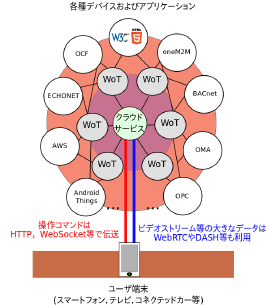 各種デバイスおよびアプリケーション
W3C HTML 5
OCF
oneM2M
WoT
WoT
ECHONET
BACnet
クラウド
サービス
WoT
WoT
AWS
OMA
WoT
WoT
Android
Things
OPC
... ...
操作コマンドは
HTTP，WebSocket等で伝送
ビデオストリーム等の大きなデータは
WebRTCやDASH等も利用
ユーザ端末
(スマートフォン,テレビ,コネクテッドカー等)